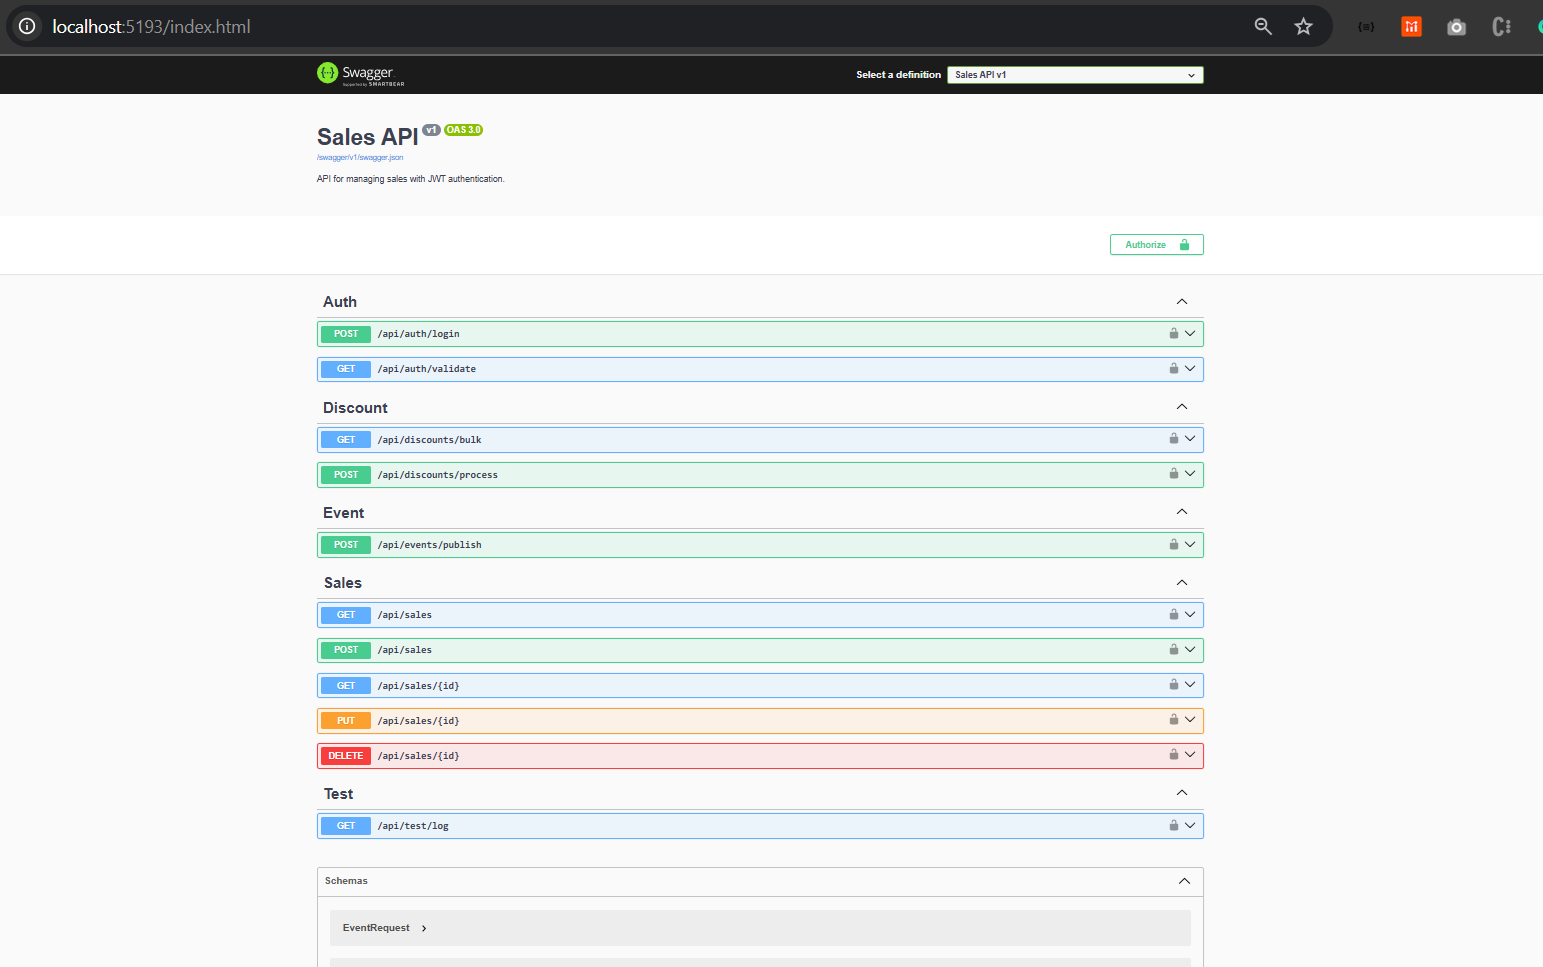 localhost:5193/index.html
Swagger
Supported by SMARTBEAR
Select a definition
Sales API v1
Sales API v1 OAS 3.0
/swagger/v1/swagger.json
API for managing sales with JWT authentication.
Authorize
Auth
POST /api/auth/login
GET /api/auth/validate
Discount
GET /api/discounts/bulk
POST /api/discounts/process
Event
POST /api/events/publish
Sales
GET /api/sales
POST /api/sales
GET /api/sales/{id}
PUT /api/sales/{id}
DELETE /api/sales/{id}
Test
GET /api/test/log
Schemas
EventRequest